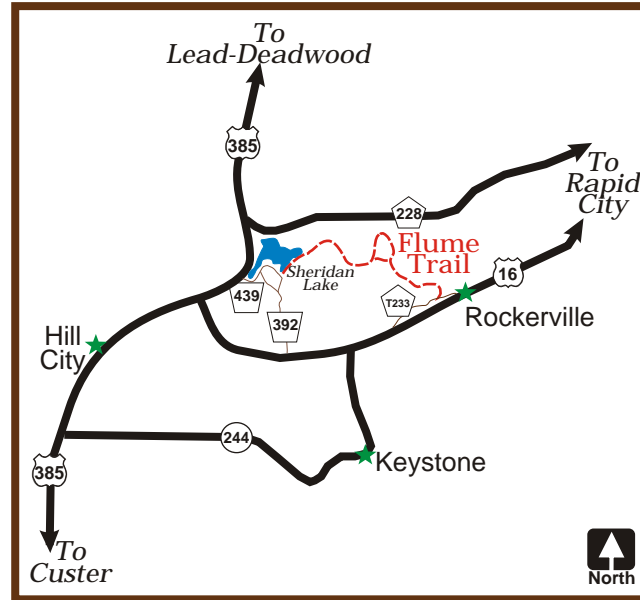 To
Lead-Deadwood
385
To
Rapid
City
228
Flume
Trail
16
Sheridan
Lake
439
T233
Rockerville
392
Hill
City
244
Keystone
385
To
Custer
North